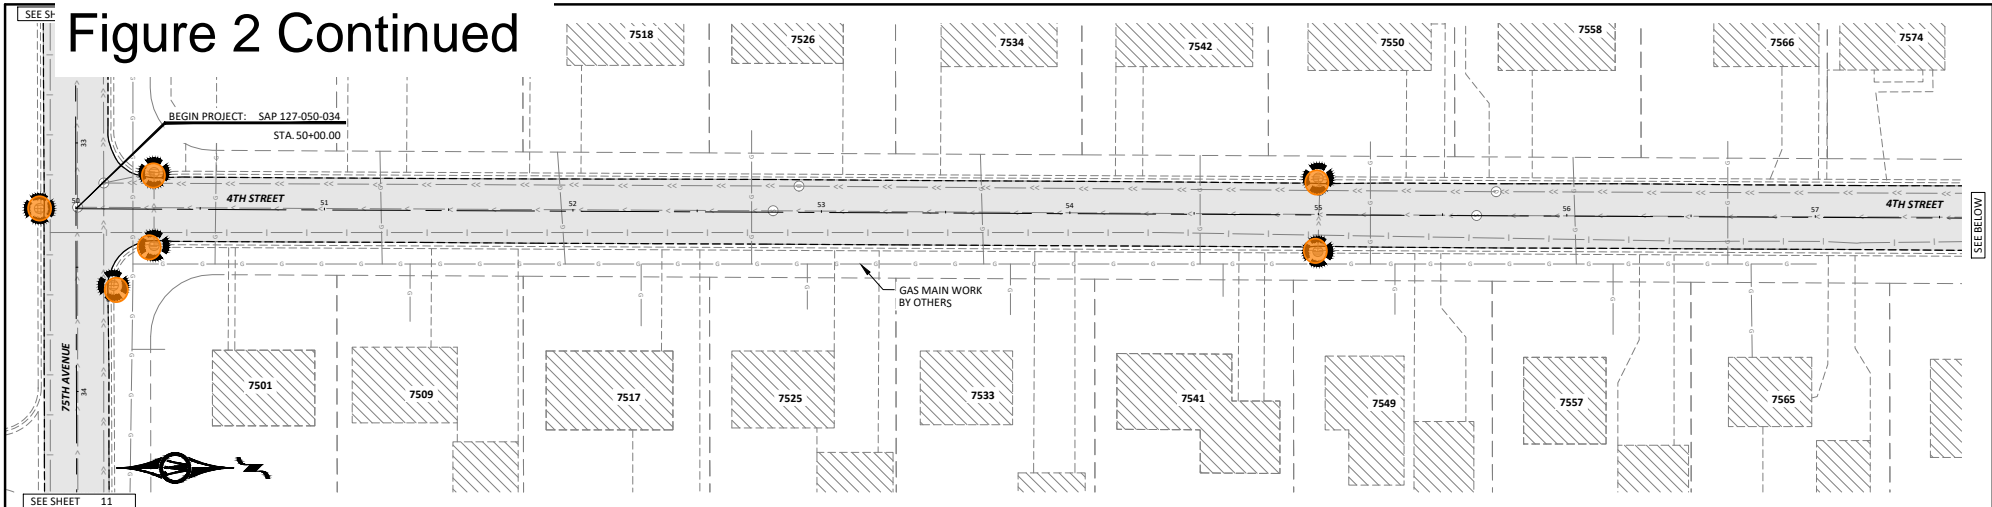 SEE SH
Figure 2 Continued
7518
7526
7534
7542
7550
7558
7566
7574
BEGIN PROJECT: SAP 127-050-034
STA. 50+00.00
33
50
4TH STREET
51
52
53
54
55
56
57
4TH STREET
SEE BELOW
GAS MAIN WORK
BY OTHERS
75TH AVENUE
34
7501
7509
7517
7525
7533
7541
7549
7557
7565
SEE SHEET 11